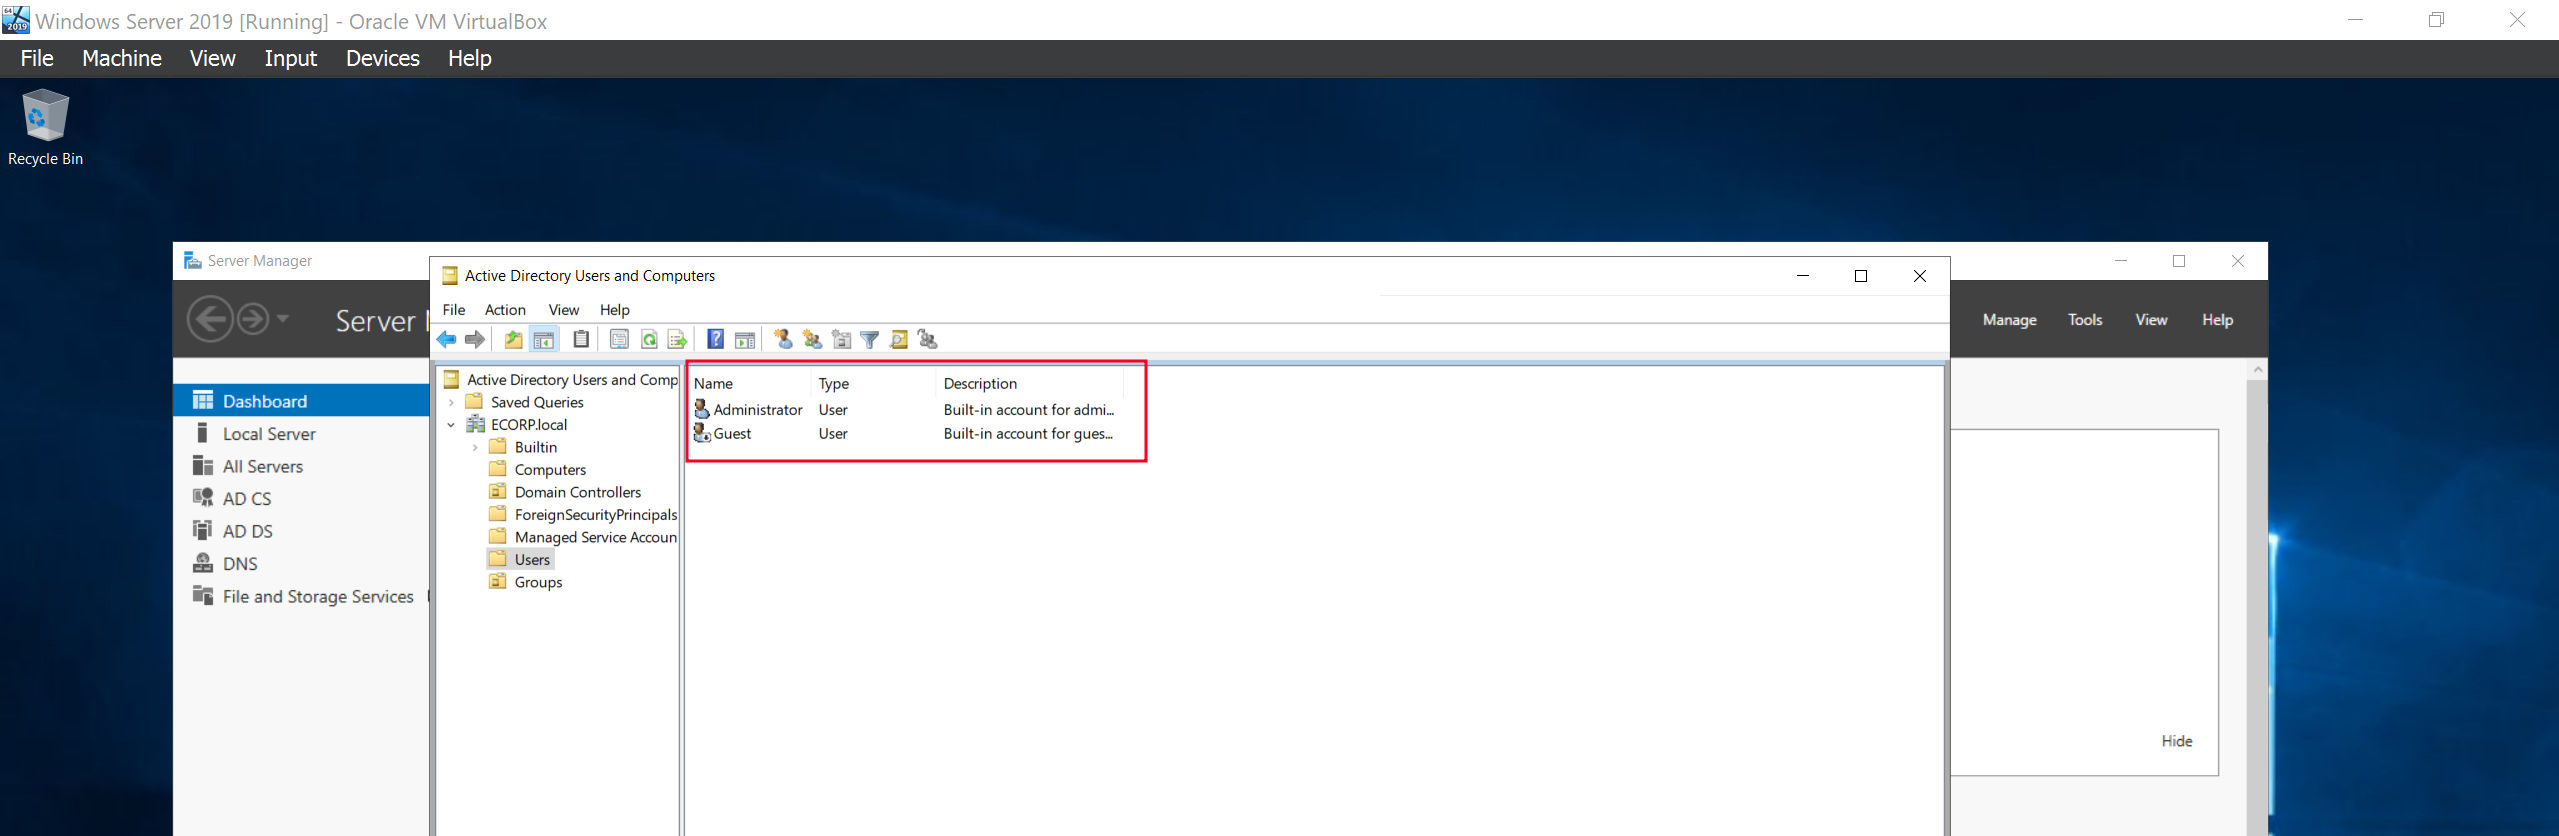 Windows Server 2019 [Running] - Oracle VM VirtualBox
File Machine View Input Devices Help
Recycle Bin
Server Manager
Active Directory Users and Computers
File Action View Help
Server
Manage Tools View Help
Dashboard
Local Server
All Servers
AD CS
AD DS
DNS
File and Storage Services
Active Directory Users and Comp
Saved Queries
ECORP.local
Builtin
Computers
Domain Controllers
ForeignSecurityPrincipals
Managed Service Accoun
Users
Groups
Name Type Description
Administrator User Built-in account for admi...
Guest User Built-in account for gues...
Hide